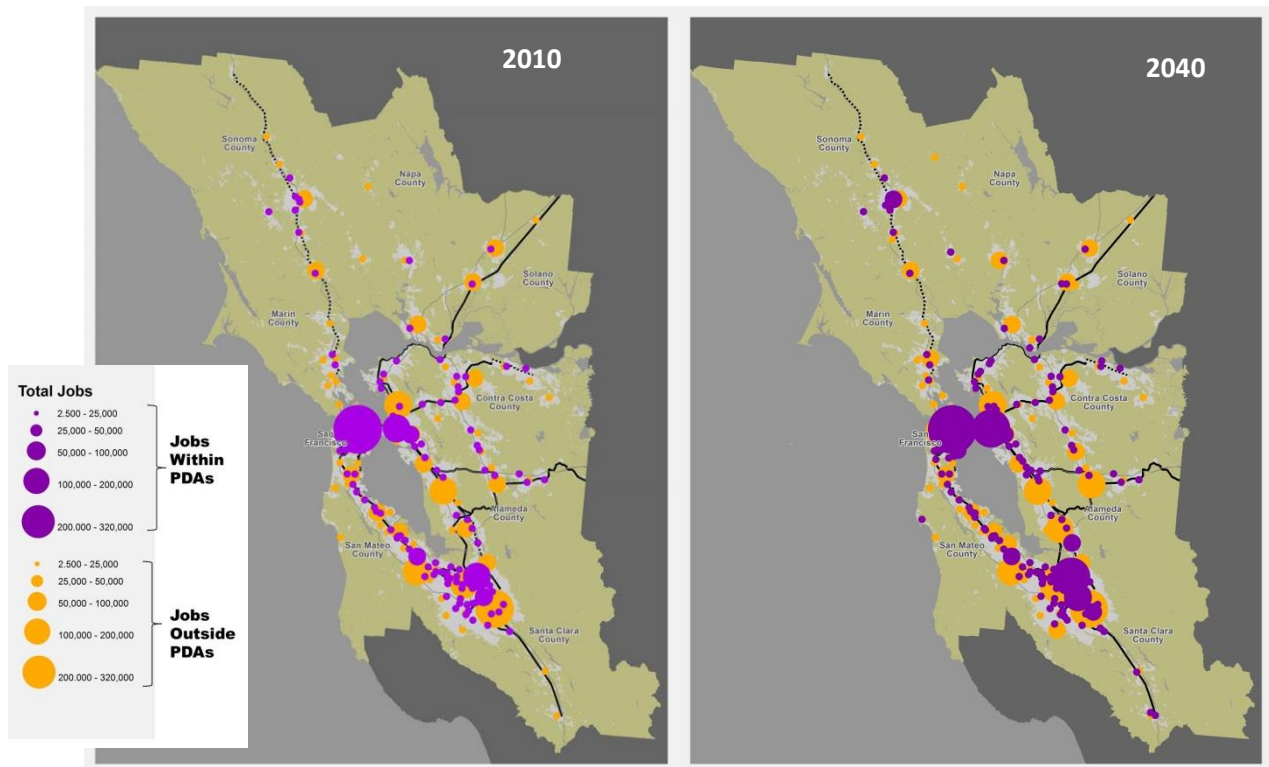 2010
Sonoma
County
Napa
County
Solano
County
Marin
County
Contra Costa
County
San
Francisco
Alameda
County
San Mateo
County
Santa Clara
County
2040
Sonoma
County
Napa
County
Solano
County
Marin
County
Contra Costa
County
San
Francisco
Alameda
County
San Mateo
County
Santa Clara
County
Total Jobs
2.500 - 25,000
25,000 - 50,000
50,000 - 100,000
100,000 - 200,000
200.000 - 320,000
Jobs
Within
PDAs
2.500 - 25,000
25,000 - 50,000
50,000 - 100,000
100,000 - 200,000
200.000 - 320,000
Jobs
Outside
PDAs